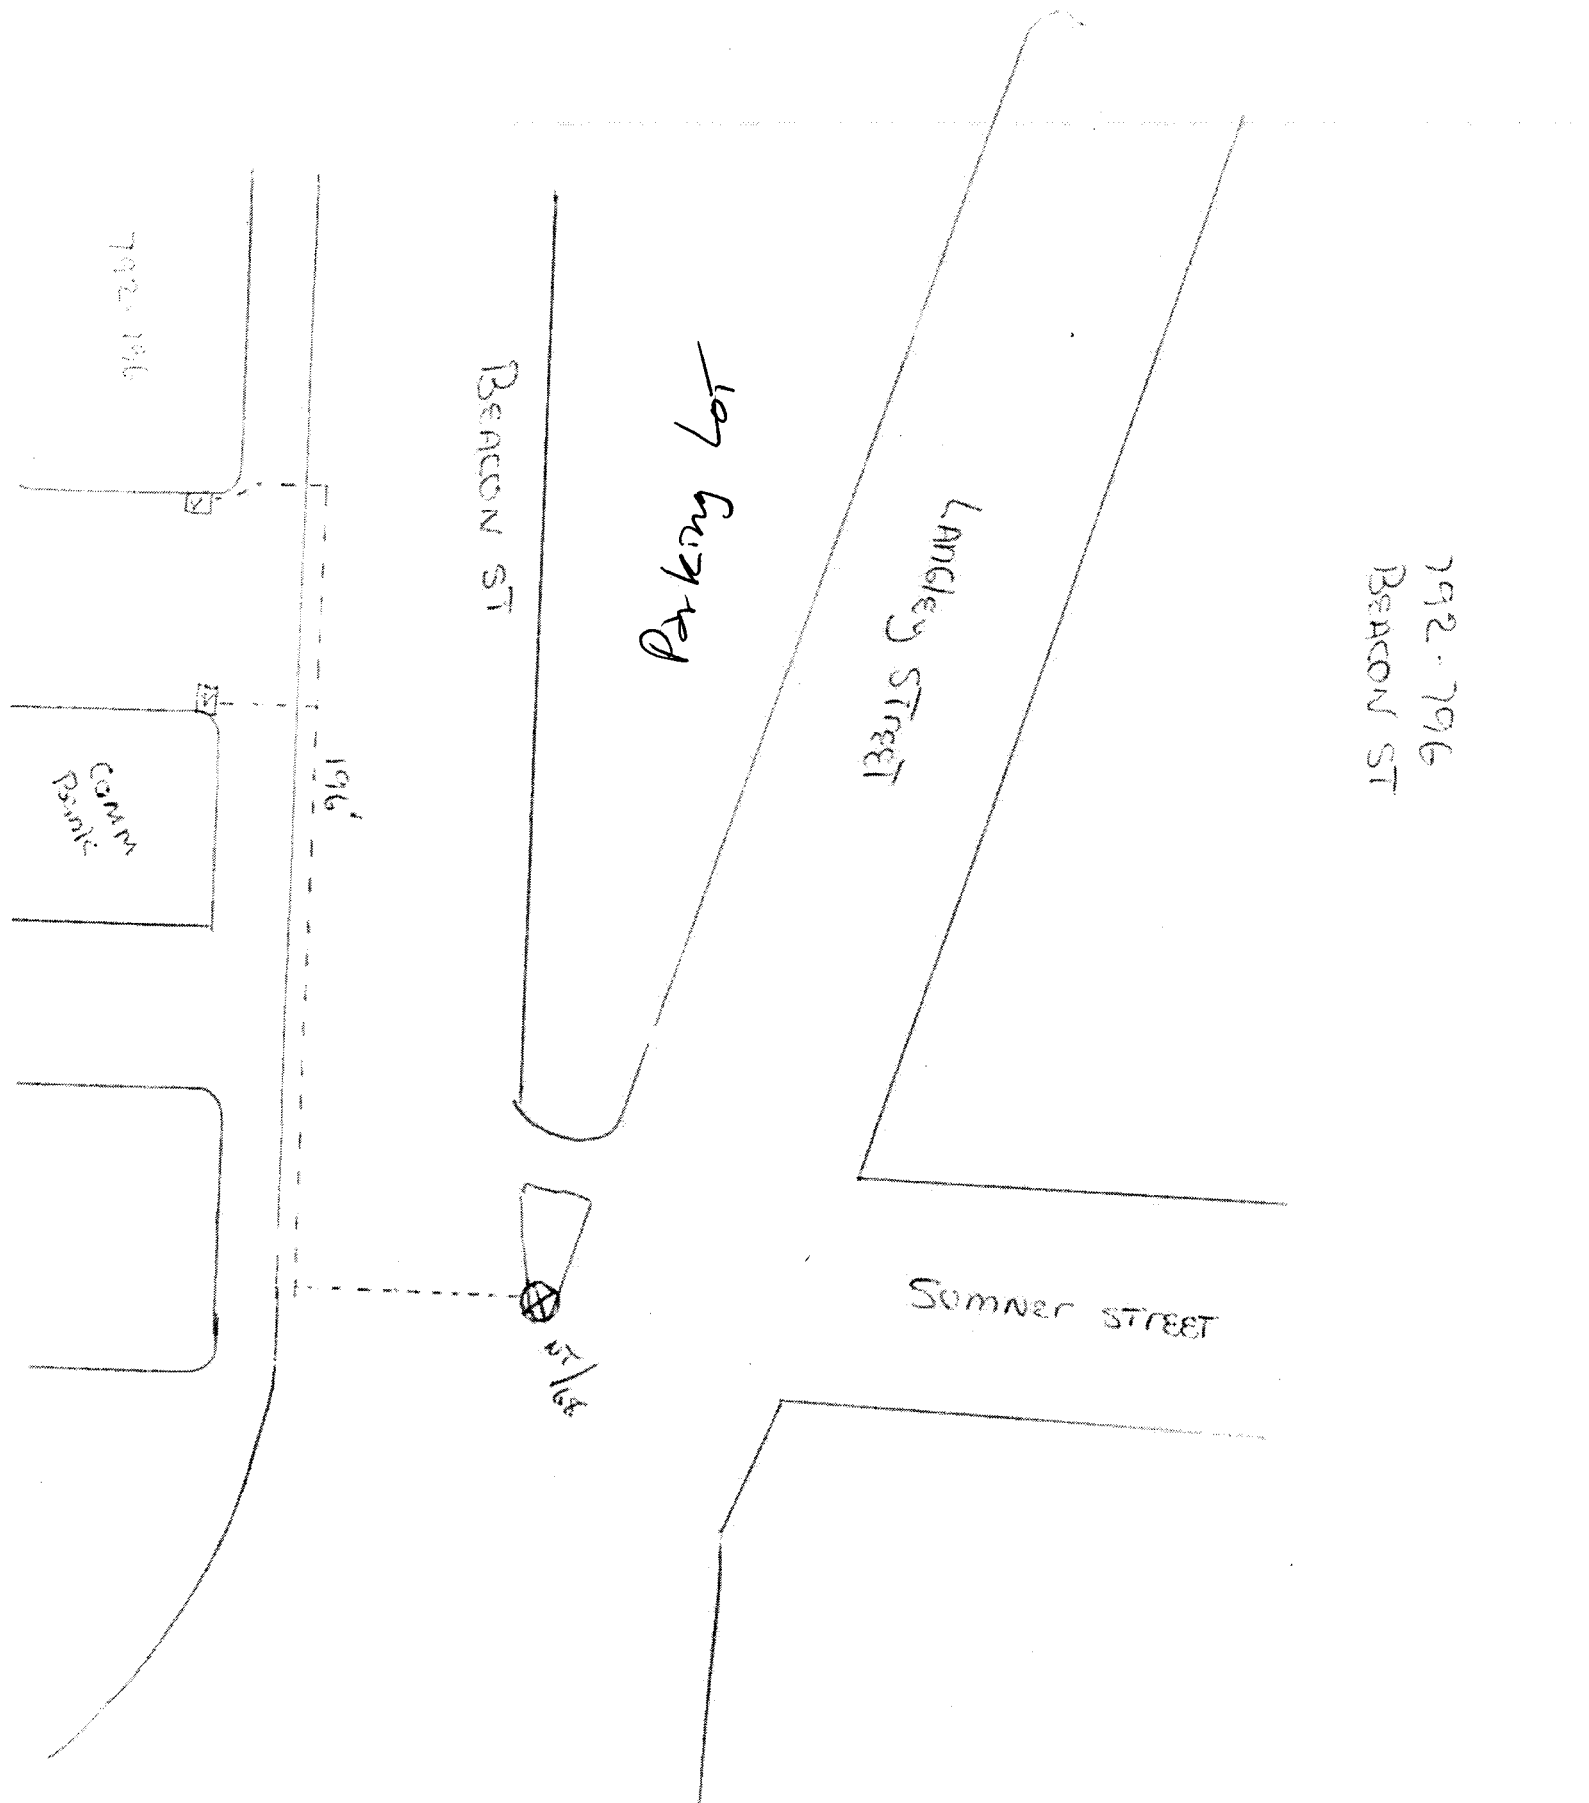 792-796
BEACON ST
792-796
BEACON ST
Parking Lot
LANGLEY STREET
196'
Comm
Bank
SUMNER STREET